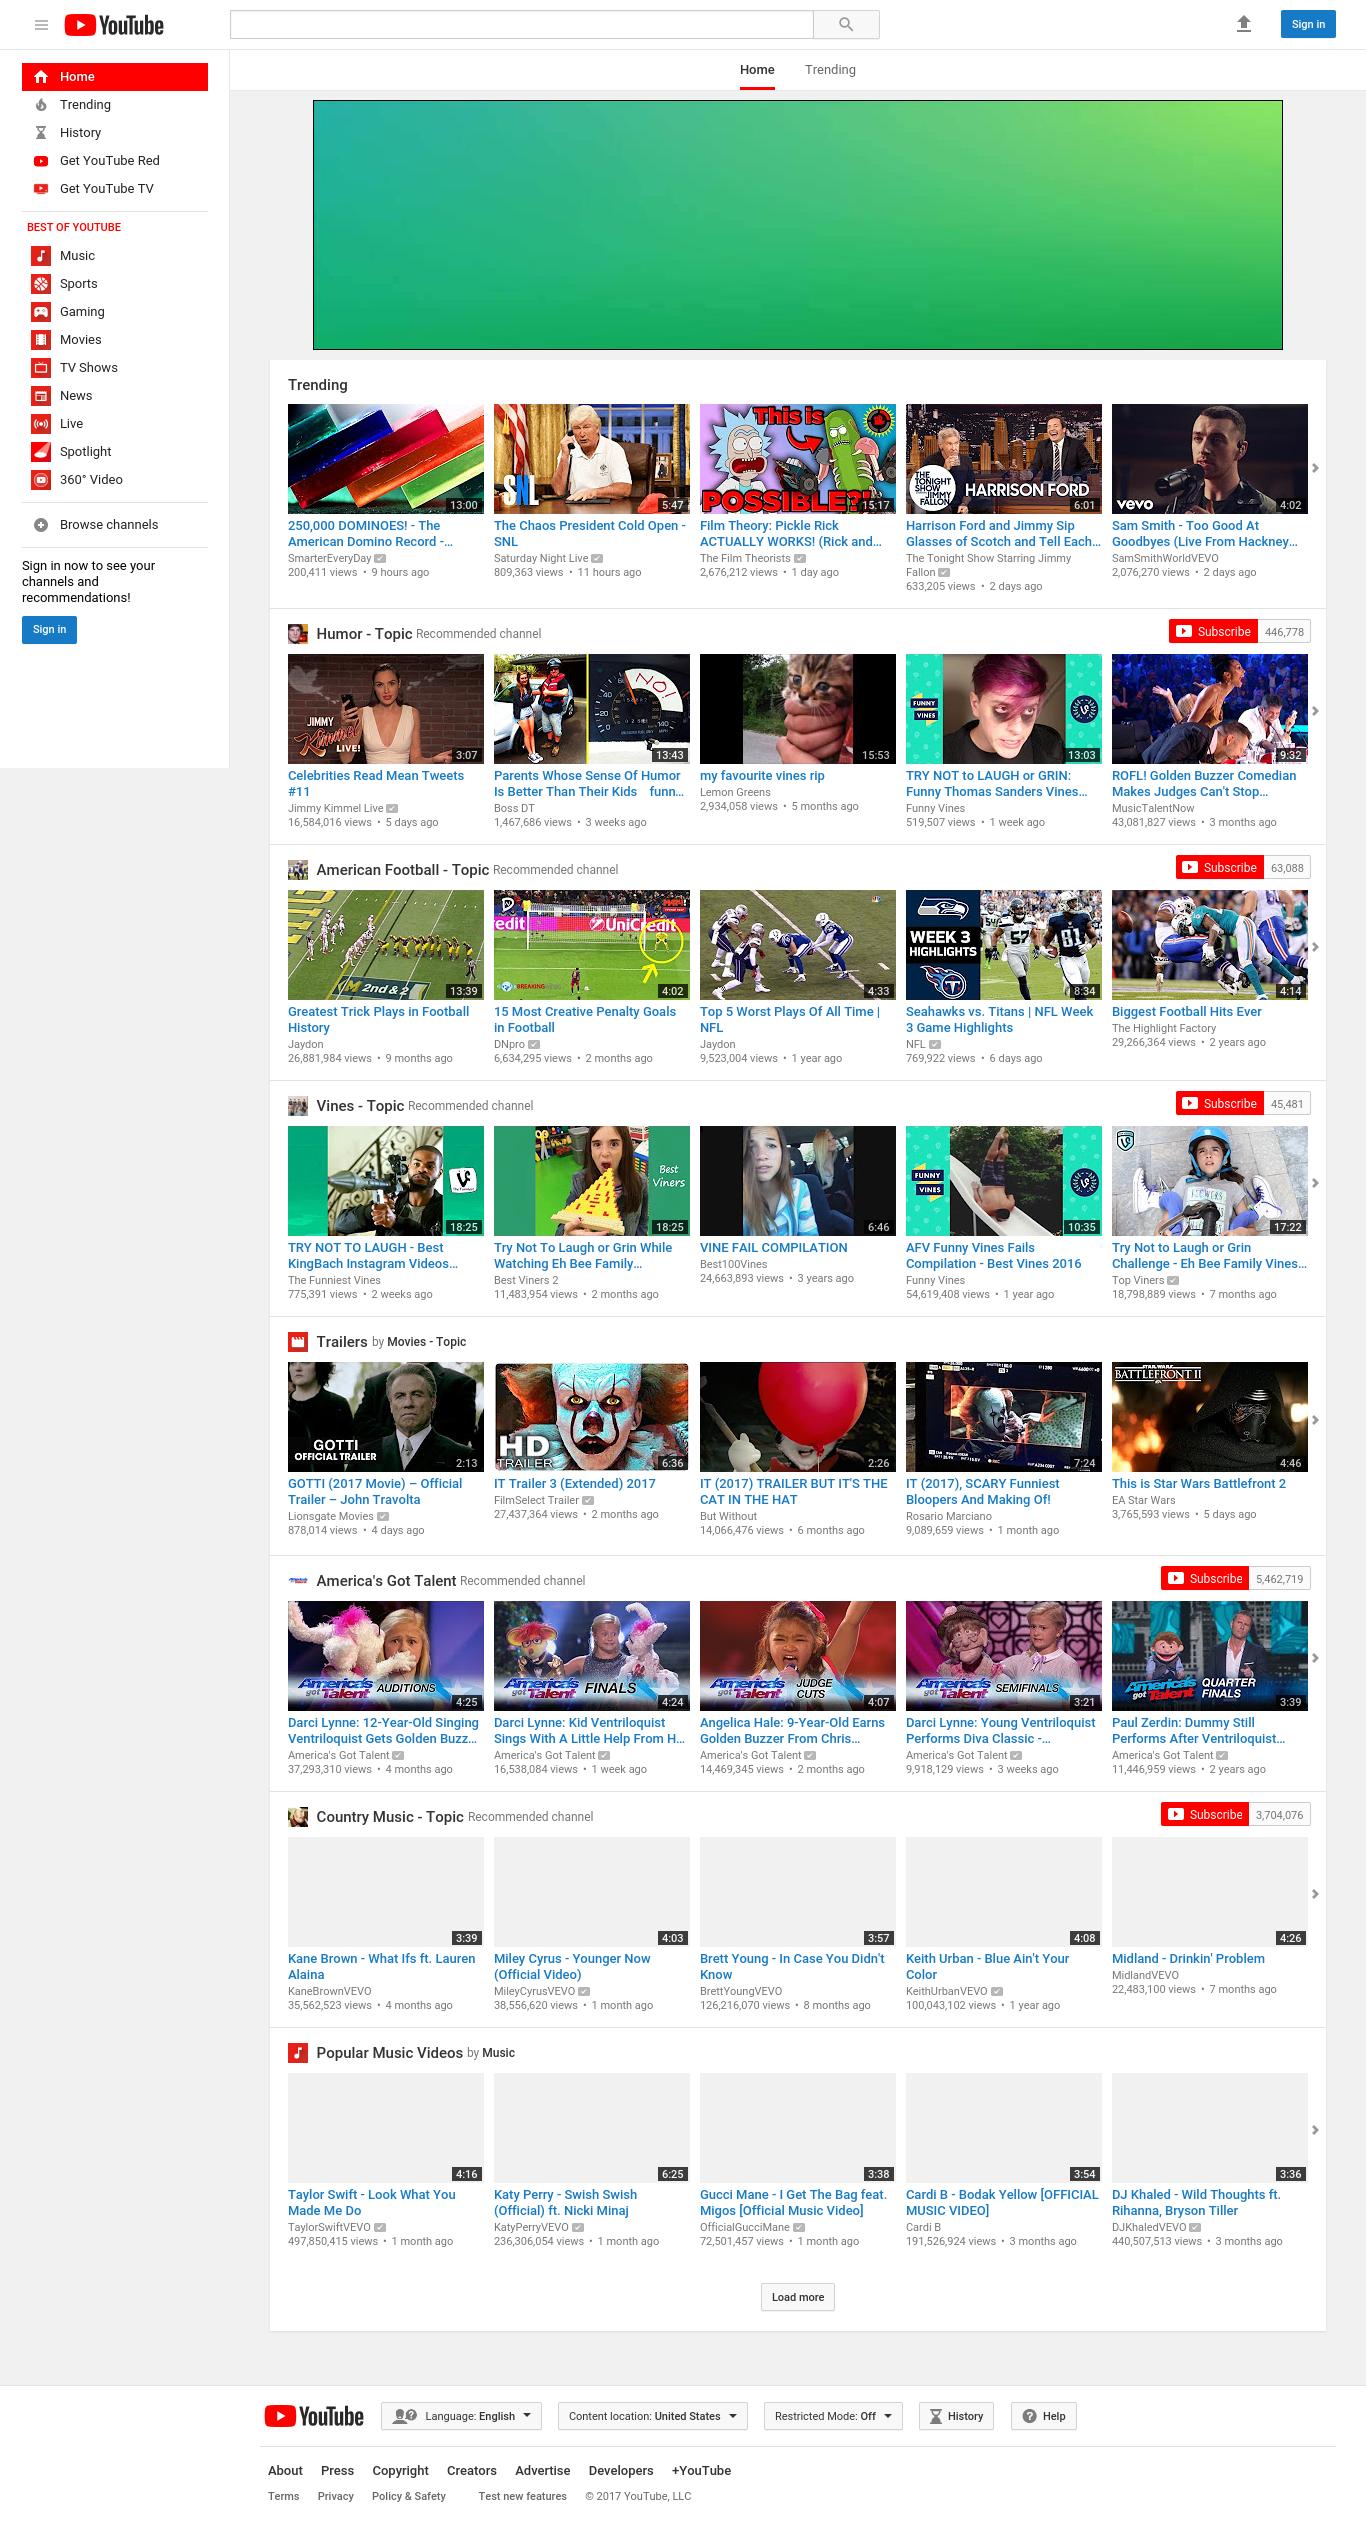 YouTube
Sign in
Home
Trending
Home
Trending
History
Get YouTube Red
Get YouTube TV
BEST OF YOUTUBE
Music
Sports
Gaming
Movies
TV Shows
News
Live
Spotlight
360° Video
Browse channels
Sign in now to see your
channels and
recommendations!
Sign in
Trending
13:00
SNL
5:47
This is
POSSIBLE?!
15:17
THE TONIGHT SHOW JIMMY FALLON
HARRISON FORD
6:01
vevo
4:02
250,000 DOMINOES! - The
American Domino Record -...
SmarterEveryDay
200,411 views • 9 hours ago
The Chaos President Cold Open -
SNL
Saturday Night Live
809,363 views • 11 hours ago
Film Theory: Pickle Rick
ACTUALLY WORKS! (Rick and...
The Film Theorists
2,676,212 views • 1 day ago
Harrison Ford and Jimmy Sip
Glasses of Scotch and Tell Each...
The Tonight Show Starring Jimmy
Fallon
633,205 views • 2 days ago
Sam Smith - Too Good At
Goodbyes (Live From Hackney...
SamSmithWorldVEVO
2,076,270 views • 2 days ago
Humor - Topic Recommended channel
Subscribe 446,778
JIMMY
Kimmel
LIVE!
3:07
NO!
13:43
15:53
FUNNY
VINES
13:03
9:32
Celebrities Read Mean Tweets
#11
Jimmy Kimmel Live
16,584,016 views • 5 days ago
Parents Whose Sense Of Humor
Is Better Than Their Kids funn...
Boss DT
1,467,686 views • 3 weeks ago
my favourite vines rip
Lemon Greens
2,934,058 views • 5 months ago
TRY NOT to LAUGH or GRIN:
Funny Thomas Sanders Vines...
Funny Vines
519,507 views • 1 week ago
ROFL! Golden Buzzer Comedian
Makes Judges Can't Stop...
MusicTalentNow
43,081,827 views • 3 months ago
American Football - Topic Recommended channel
Subscribe 63,088
M 2nd & 2
13:39
edit
UniCredit
BREAKING
4:02
4:33
WEEK 3
HIGHLIGHTS
57
81
8:34
4:14
Greatest Trick Plays in Football
History
Jaydon
26,881,984 views • 9 months ago
15 Most Creative Penalty Goals
in Football
DNpro
6,634,295 views • 2 months ago
Top 5 Worst Plays Of All Time |
NFL
Jaydon
9,523,004 views • 1 year ago
Seahawks vs. Titans | NFL Week
3 Game Highlights
NFL
769,922 views • 6 days ago
Biggest Football Hits Ever
The Highlight Factory
29,266,364 views • 2 years ago
Vines - Topic Recommended channel
Subscribe 45,481
18:25
Best
Viners
18:25
6:46
FUNNY
VINES
10:35
17:22
TRY NOT TO LAUGH - Best
KingBach Instagram Videos...
The Funniest Vines
775,391 views • 2 weeks ago
Try Not To Laugh or Grin While
Watching Eh Bee Family...
Best Viners 2
11,483,954 views • 2 months ago
VINE FAIL COMPILATION
Best100Vines
24,663,893 views • 3 years ago
AFV Funny Vines Fails
Compilation - Best Vines 2016
Funny Vines
54,619,408 views • 1 year ago
Try Not to Laugh or Grin
Challenge - Eh Bee Family Vines...
Top Viners
18,798,889 views • 7 months ago
Trailers by Movies - Topic
GOTTI
OFFICIAL TRAILER
2:13
HD
TRAILER
6:36
2:26
7:24
STAR WARS
BATTLEFRONT II
4:46
GOTTI (2017 Movie) – Official
Trailer – John Travolta
Lionsgate Movies
878,014 views • 4 days ago
IT Trailer 3 (Extended) 2017
FilmSelect Trailer
27,437,364 views • 2 months ago
IT (2017) TRAILER BUT IT'S THE
CAT IN THE HAT
But Without
14,066,476 views • 6 months ago
IT (2017), SCARY Funniest
Bloopers And Making Of!
Rosario Marciano
9,089,659 views • 1 month ago
This is Star Wars Battlefront 2
EA Star Wars
3,765,593 views • 5 days ago
America's Got Talent Recommended channel
Subscribe 5,462,719
America's got Talent AUDITIONS
4:25
America's got Talent FINALS
4:24
America's got Talent JUDGE CUTS
4:07
America's got Talent SEMIFINALS
3:21
America's got Talent QUARTER FINALS
3:39
Darci Lynne: 12-Year-Old Singing
Ventriloquist Gets Golden Buzz...
America's Got Talent
37,293,310 views • 4 months ago
Darci Lynne: Kid Ventriloquist
Sings With A Little Help From H...
America's Got Talent
16,538,084 views • 1 week ago
Angelica Hale: 9-Year-Old Earns
Golden Buzzer From Chris...
America's Got Talent
14,469,345 views • 2 months ago
Darci Lynne: Young Ventriloquist
Performs Diva Classic -...
America's Got Talent
9,918,129 views • 3 weeks ago
Paul Zerdin: Dummy Still
Performs After Ventriloquist...
America's Got Talent
11,446,959 views • 2 years ago
Country Music - Topic Recommended channel
Subscribe 3,704,076
3:39
4:03
3:57
4:08
4:26
Kane Brown - What Ifs ft. Lauren
Alaina
KaneBrownVEVO
35,562,523 views • 4 months ago
Miley Cyrus - Younger Now
(Official Video)
MileyCyrusVEVO
38,556,620 views • 1 month ago
Brett Young - In Case You Didn't
Know
BrettYoungVEVO
126,216,070 views • 8 months ago
Keith Urban - Blue Ain't Your
Color
KeithUrbanVEVO
100,043,102 views • 1 year ago
Midland - Drinkin' Problem
MidlandVEVO
22,483,100 views • 7 months ago
Popular Music Videos by Music
4:16
6:25
3:38
3:54
3:36
Taylor Swift - Look What You
Made Me Do
TaylorSwiftVEVO
497,850,415 views • 1 month ago
Katy Perry - Swish Swish
(Official) ft. Nicki Minaj
KatyPerryVEVO
236,306,054 views • 1 month ago
Gucci Mane - I Get The Bag feat.
Migos [Official Music Video]
OfficialGucciMane
72,501,457 views • 1 month ago
Cardi B - Bodak Yellow [OFFICIAL
MUSIC VIDEO]
Cardi B
191,526,924 views • 3 months ago
DJ Khaled - Wild Thoughts ft.
Rihanna, Bryson Tiller
DJKhaledVEVO
440,507,513 views • 3 months ago
Load more
YouTube
Language: English
Content location: United States
Restricted Mode: Off
History
Help
About Press Copyright Creators Advertise Developers +YouTube
Terms Privacy Policy & Safety Test new features © 2017 YouTube, LLC